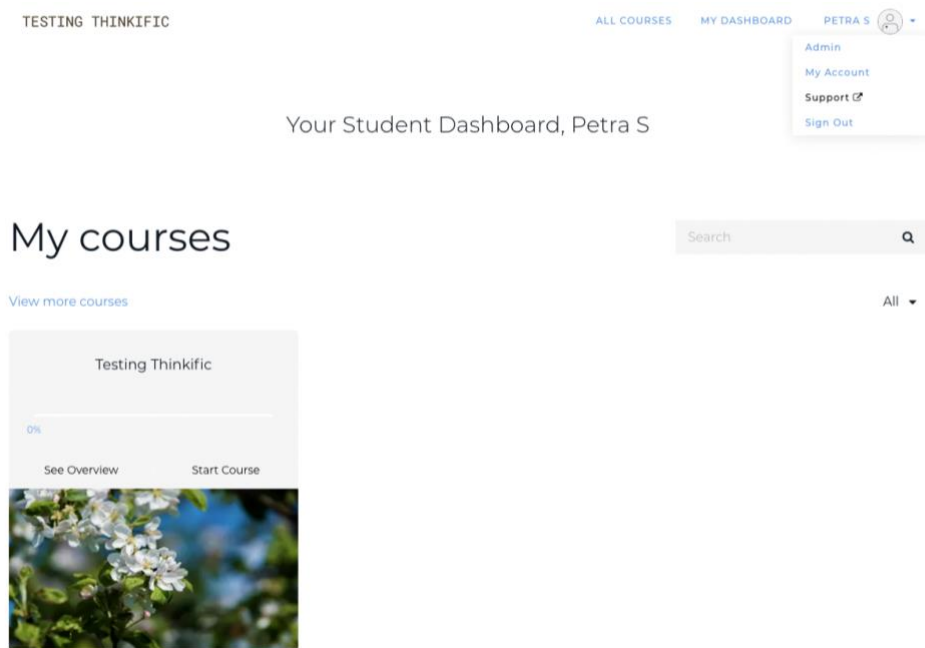 TESTING THINKIFIC
ALL COURSES MY DASHBOARD PETRA S
Admin
My Account
Support
Sign Out
Your Student Dashboard, Petra S
My courses
Search
View more courses
All
Testing Thinkific
0%
See Overview Start Course